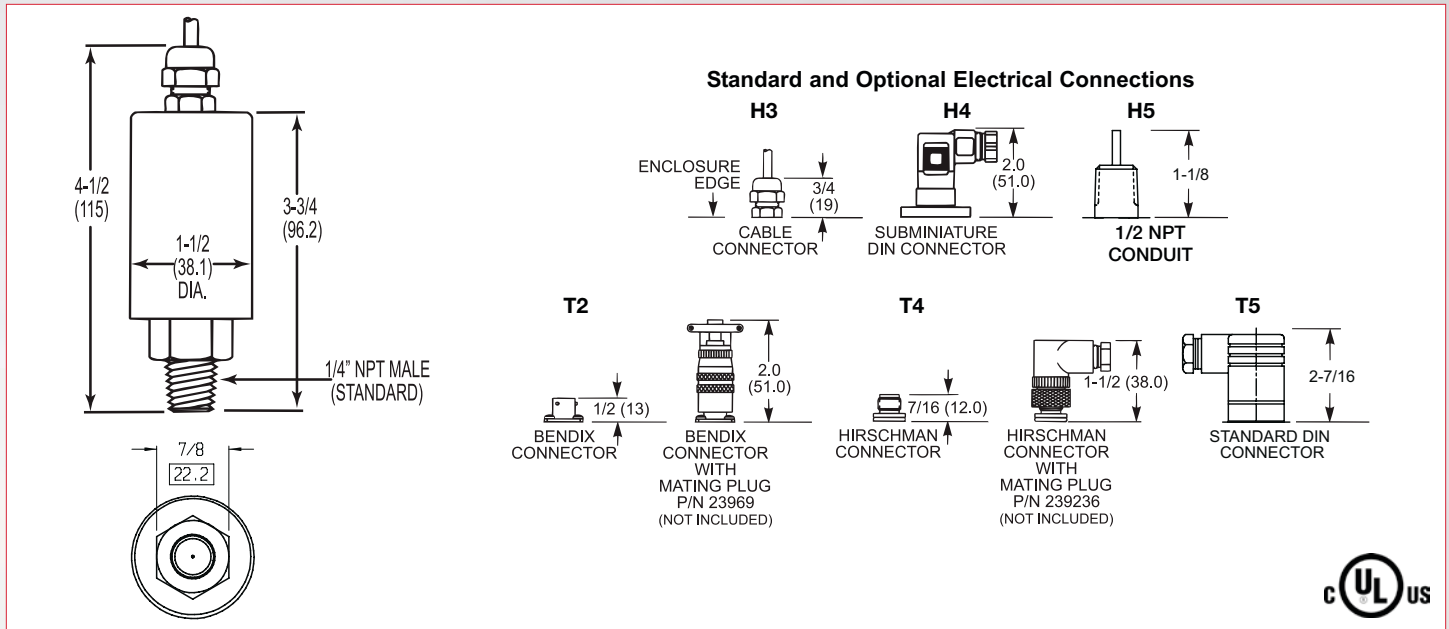 4-1/2
(115)
3-3/4
(96.2)
1-1/2
(38.1)
DIA.
1/4" NPT MALE
(STANDARD)
7/8
22.2
Standard and Optional Electrical Connections
H3
ENCLOSURE
EDGE
3/4
(19)
CABLE
CONNECTOR
H4
2.0
(51.0)
SUBMINIATURE
DIN CONNECTOR
H5
1-1/8
1/2 NPT
CONDUIT
T2
1/2 (13)
BENDIX
CONNECTOR
2.0
(51.0)
BENDIX
CONNECTOR
WITH
MATING PLUG
P/N 23969
(NOT INCLUDED)
T4
7/16 (12.0)
HIRSCHMAN
CONNECTOR
1-1/2 (38.0)
HIRSCHMAN
CONNECTOR
WITH
MATING PLUG
P/N 239236
(NOT INCLUDED)
T5
2-7/16
STANDARD DIN
CONNECTOR
C UL ® US